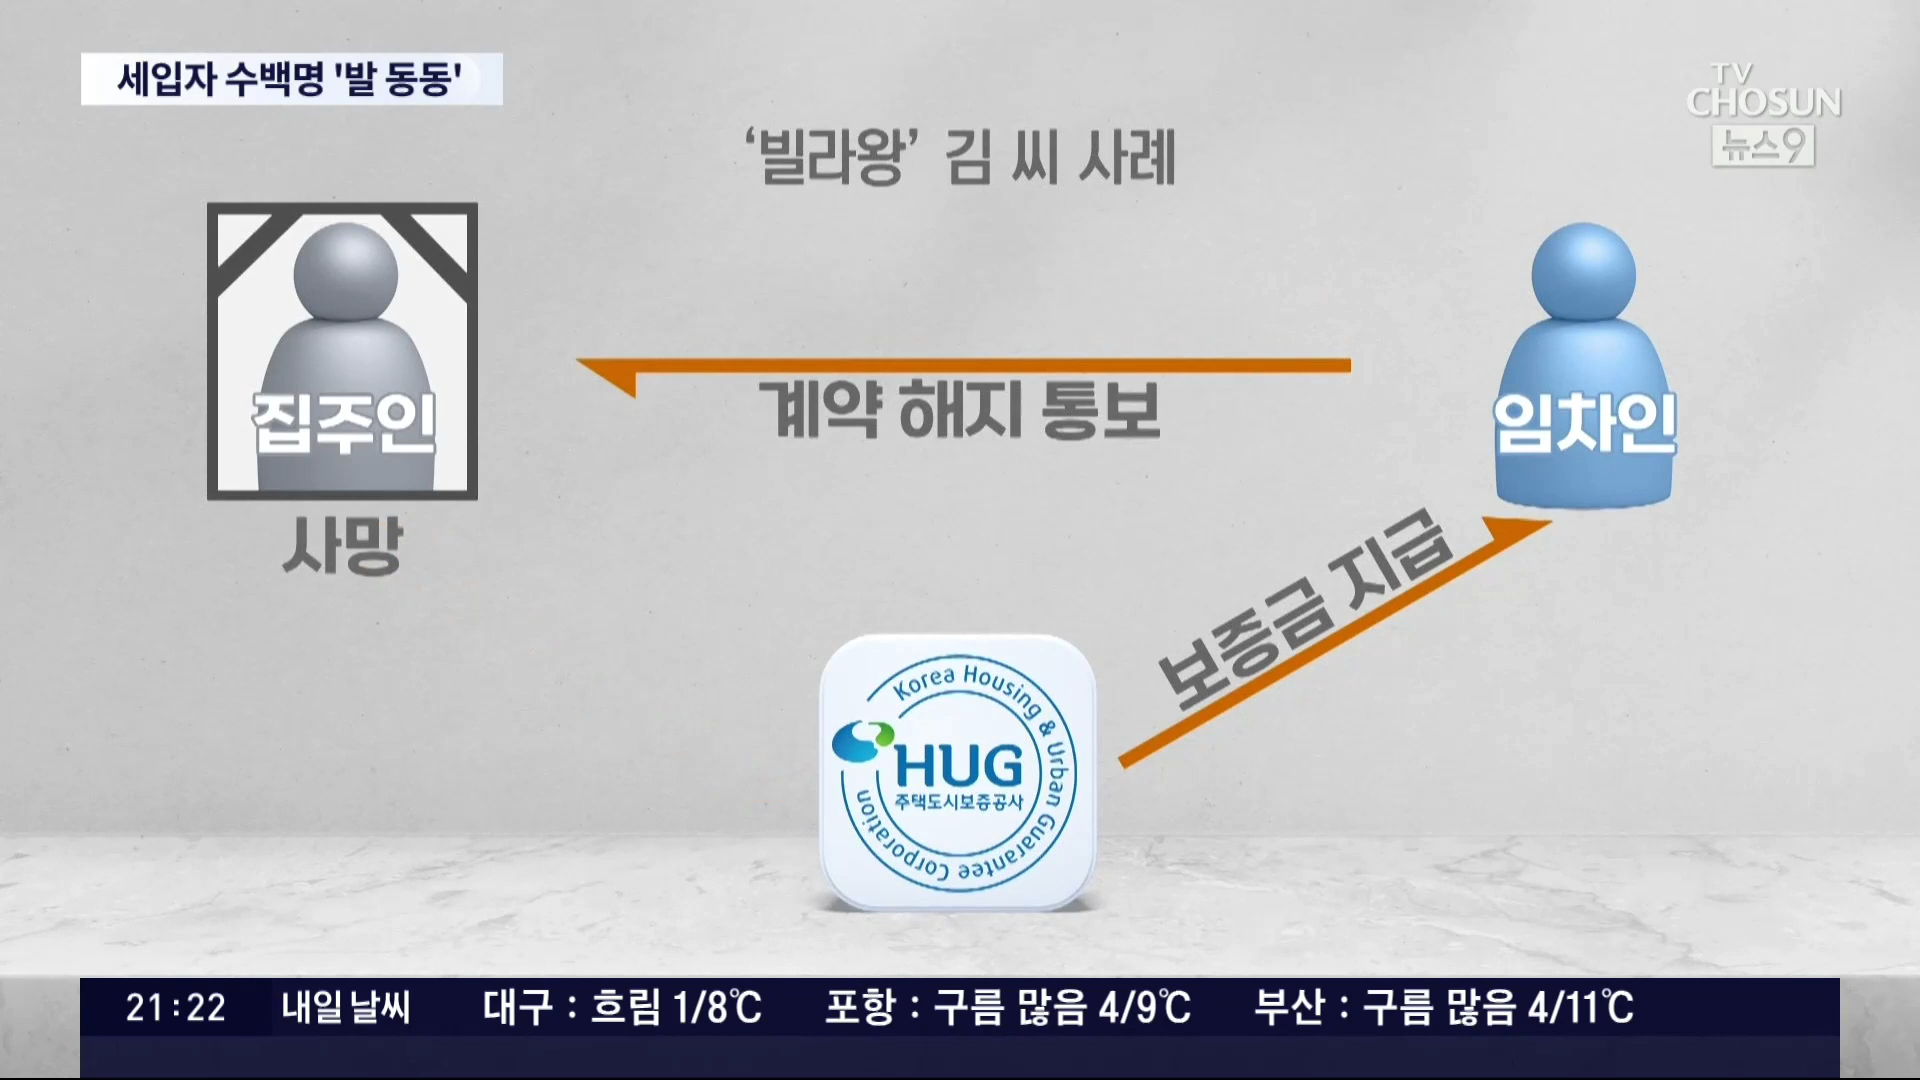 세입자 수백명 '발 동동'
TV
CHOSUN
뉴스9
‘빌라왕’ 김 씨 사례
집주인
계약 해지 통보
임차인
사망
보증금 지급
Korea Housing & Urban Guarantee Corporation
HUG
주택도시보증공사
21:22 내일 날씨 대구 : 흐림 1/8℃ 포항 : 구름 많음 4/9℃ 부산 : 구름 많음 4/11℃